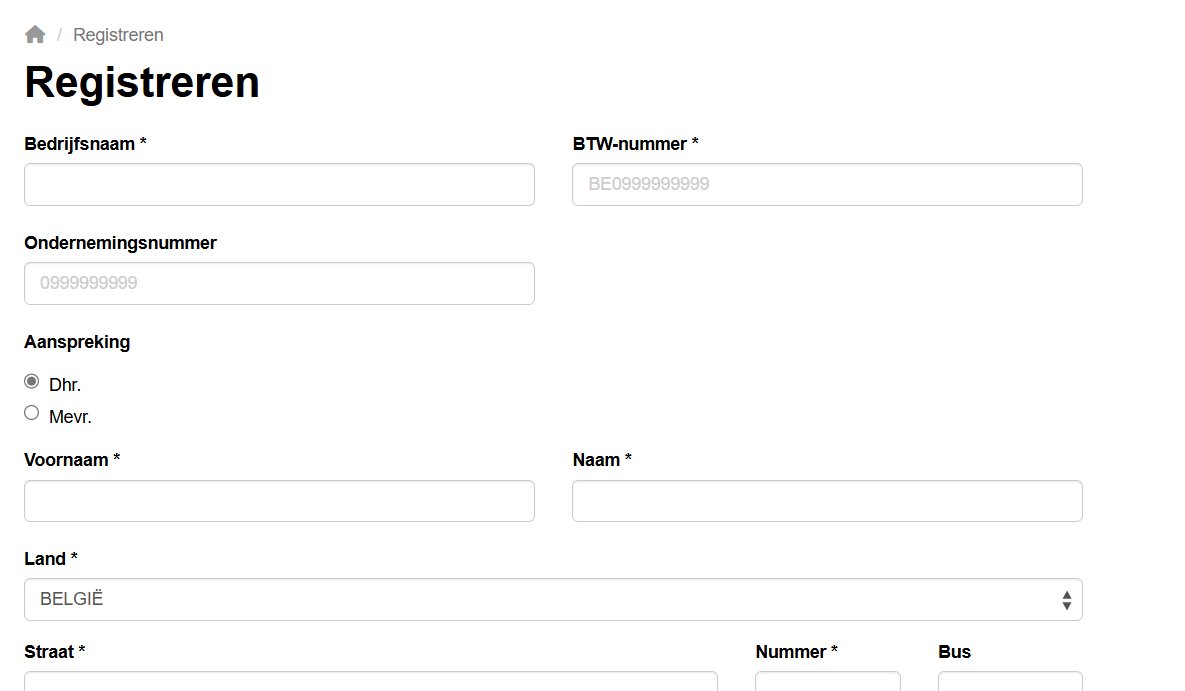 / Registreren
Registreren
Bedrijfsnaam * BTW-nummer *
BE0999999999
Ondernemingsnummer
0999999999
Aanspreking
Dhr.
Mevr.
Voornaam * Naam *
Land *
BELGIË
Straat * Nummer * Bus